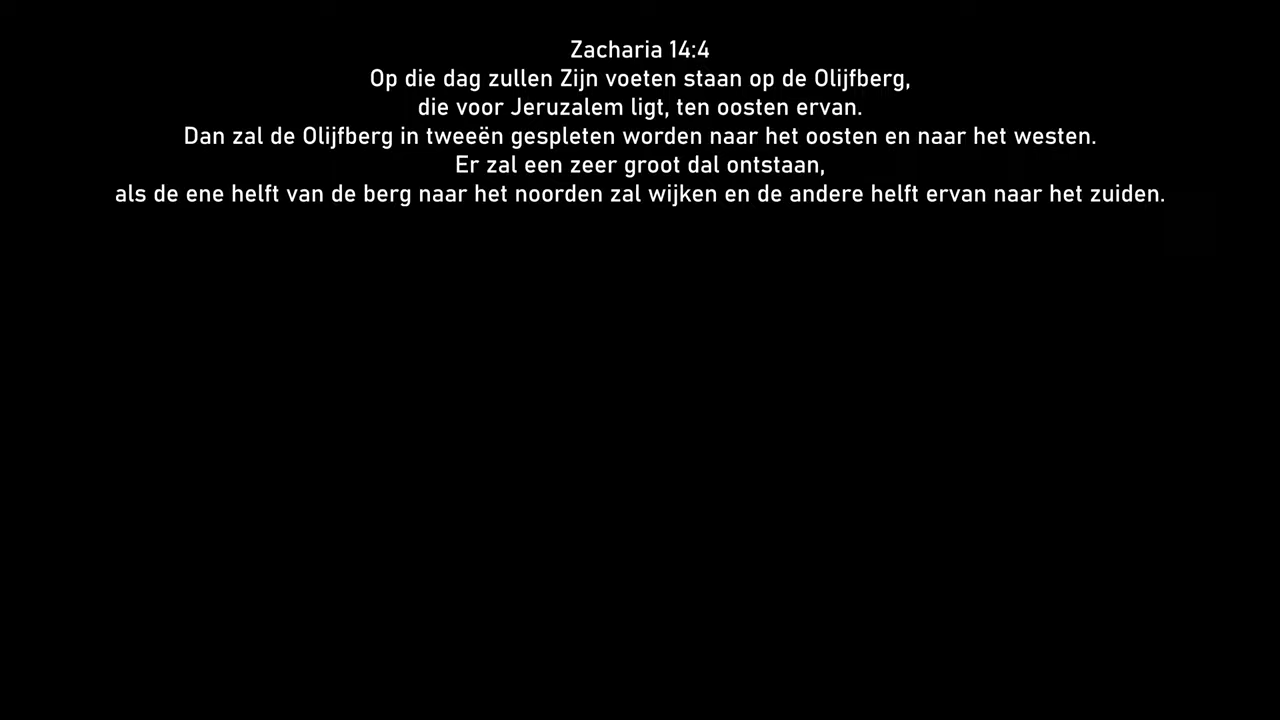 Zacharia 14:4
Op die dag zullen Zijn voeten staan op de Olijfberg,
die voor Jeruzalem ligt, ten oosten ervan.
Dan zal de Olijfberg in tweeën gespleten worden naar het oosten en naar het westen.
Er zal een zeer groot dal ontstaan,
als de ene helft van de berg naar het noorden zal wijken en de andere helft ervan naar het zuiden.